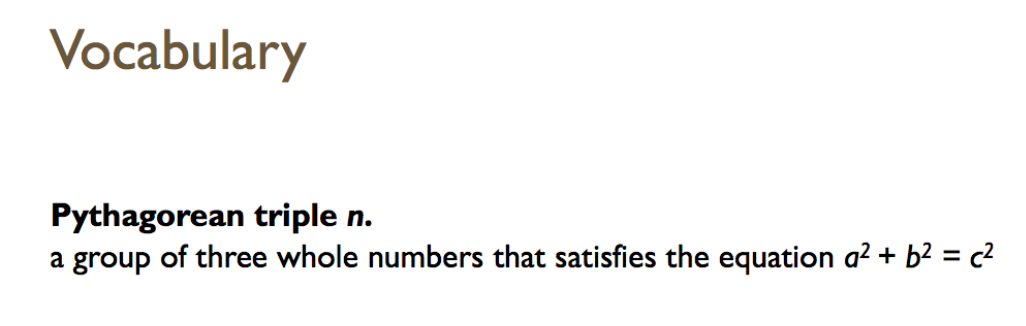 Vocabulary
Pythagorean triple n.
a group of three whole numbers that satisfies the equation a² + b² = c²